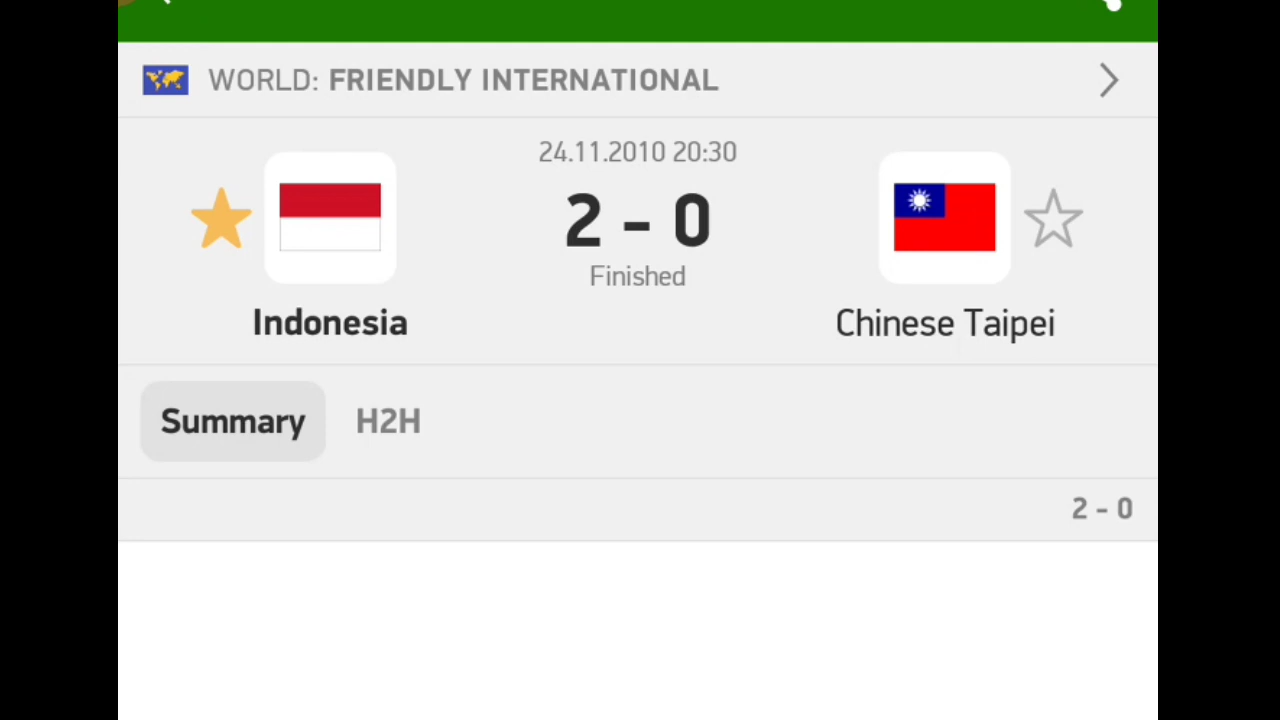 WORLD: FRIENDLY INTERNATIONAL
24.11.2010 20:30
2 - 0
Finished
Indonesia
Chinese Taipei
Summary
H2H
2 - 0